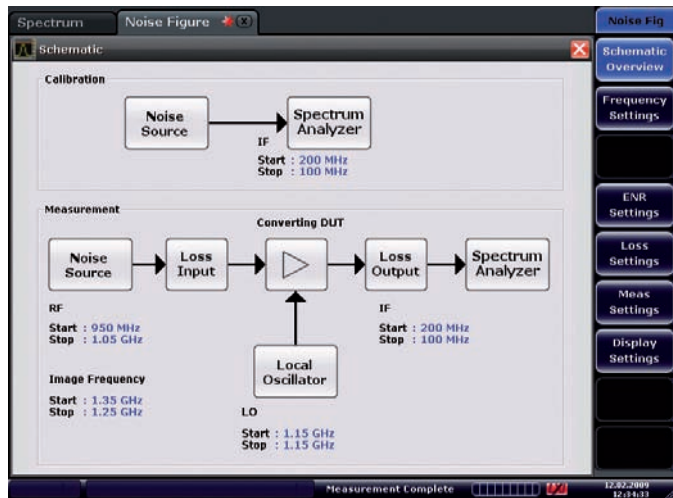 Spectrum
Noise Figure
Noise Fig
Schematic
Calibration
Noise
Source
Spectrum
Analyzer
IF
Start : 200 MHz
Stop : 100 MHz
Measurement
Converting DUT
Noise
Source
Loss
Input
Loss
Output
Spectrum
Analyzer
RF
Start : 950 MHz
Stop : 1.05 GHz
IF
Start : 200 MHz
Stop : 100 MHz
Image Frequency
Start : 1.35 GHz
Stop : 1.25 GHz
Local
Oscillator
LO
Start : 1.15 GHz
Stop : 1.15 GHz
Schematic
Overview
Frequency
Settings
ENR
Settings
Loss
Settings
Meas
Settings
Display
Settings
Measurement Complete
12.02.2009
12:34:33